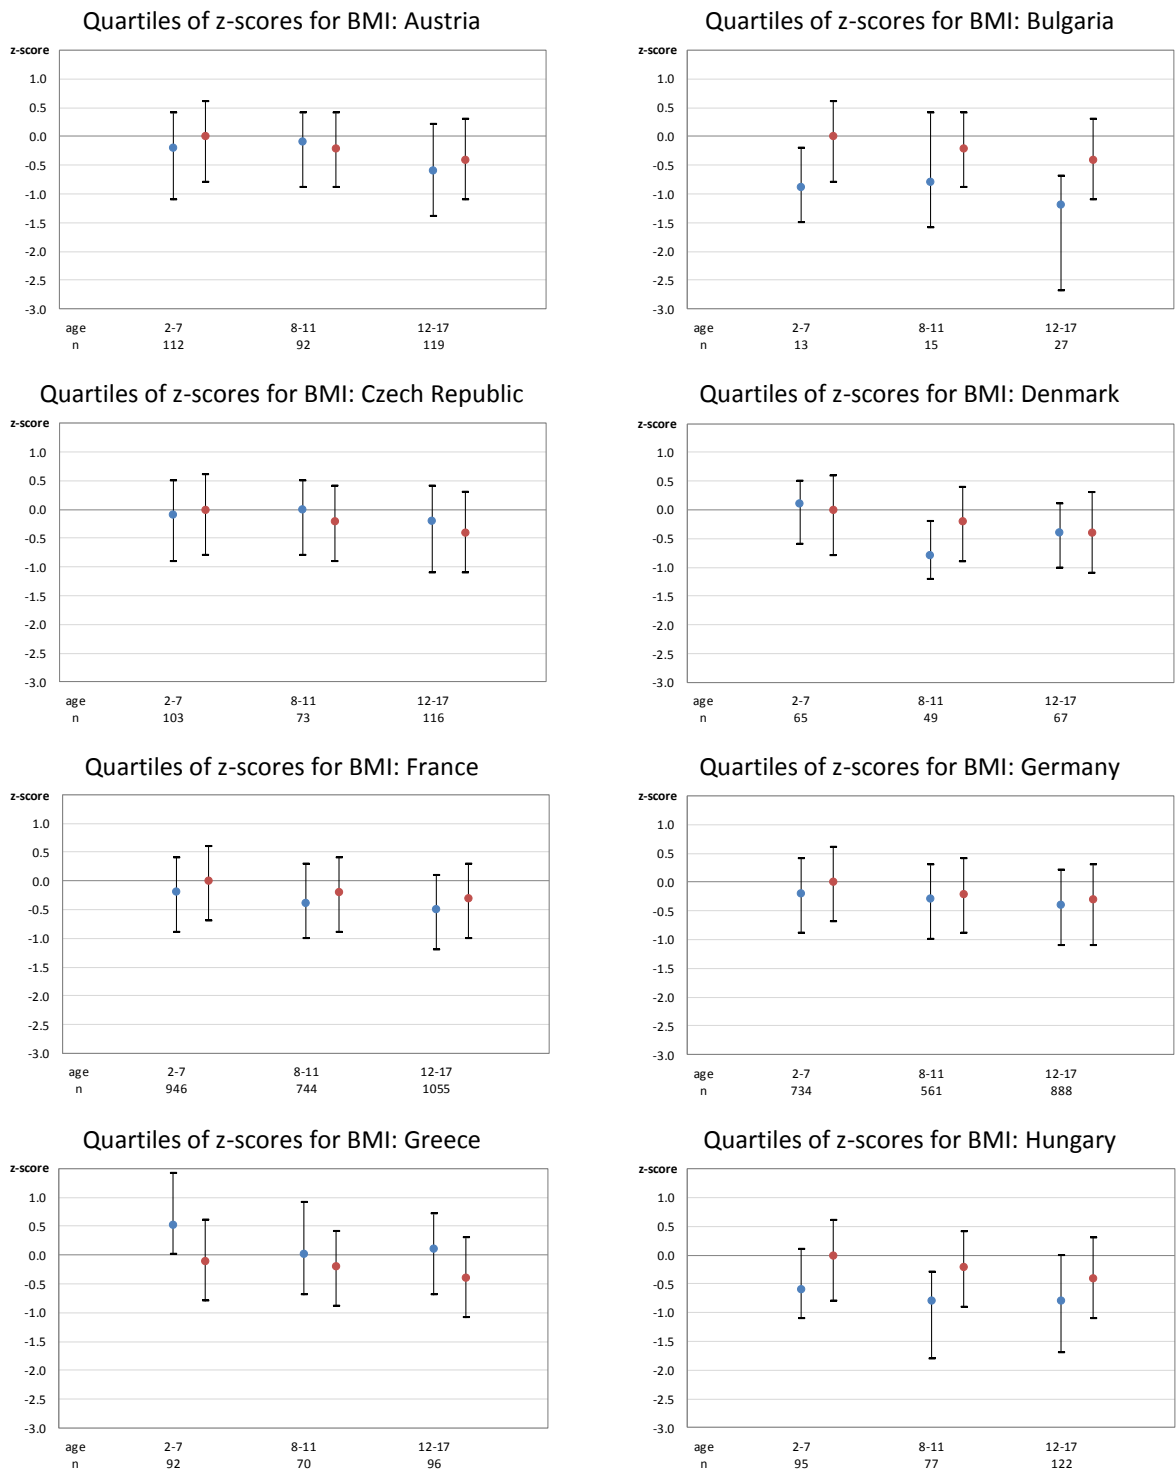 Quartiles of z-scores for BMI: Austria
z-score
1.0
0.5
0.0
-0.5
-1.0
-1.5
-2.0
-2.5
-3.0
age 2-7 8-11 12-17
n 112 92 119
Quartiles of z-scores for BMI: Bulgaria
z-score
1.0
0.5
0.0
-0.5
-1.0
-1.5
-2.0
-2.5
-3.0
age 2-7 8-11 12-17
n 13 15 27
Quartiles of z-scores for BMI: Czech Republic
z-score
1.0
0.5
0.0
-0.5
-1.0
-1.5
-2.0
-2.5
-3.0
age 2-7 8-11 12-17
n 103 73 116
Quartiles of z-scores for BMI: Denmark
z-score
1.0
0.5
0.0
-0.5
-1.0
-1.5
-2.0
-2.5
-3.0
age 2-7 8-11 12-17
n 65 49 67
Quartiles of z-scores for BMI: France
z-score
1.0
0.5
0.0
-0.5
-1.0
-1.5
-2.0
-2.5
-3.0
age 2-7 8-11 12-17
n 946 744 1055
Quartiles of z-scores for BMI: Germany
z-score
1.0
0.5
0.0
-0.5
-1.0
-1.5
-2.0
-2.5
-3.0
age 2-7 8-11 12-17
n 734 561 888
Quartiles of z-scores for BMI: Greece
z-score
1.0
0.5
0.0
-0.5
-1.0
-1.5
-2.0
-2.5
-3.0
age 2-7 8-11 12-17
n 92 70 96
Quartiles of z-scores for BMI: Hungary
z-score
1.0
0.5
0.0
-0.5
-1.0
-1.5
-2.0
-2.5
-3.0
age 2-7 8-11 12-17
n 95 77 122